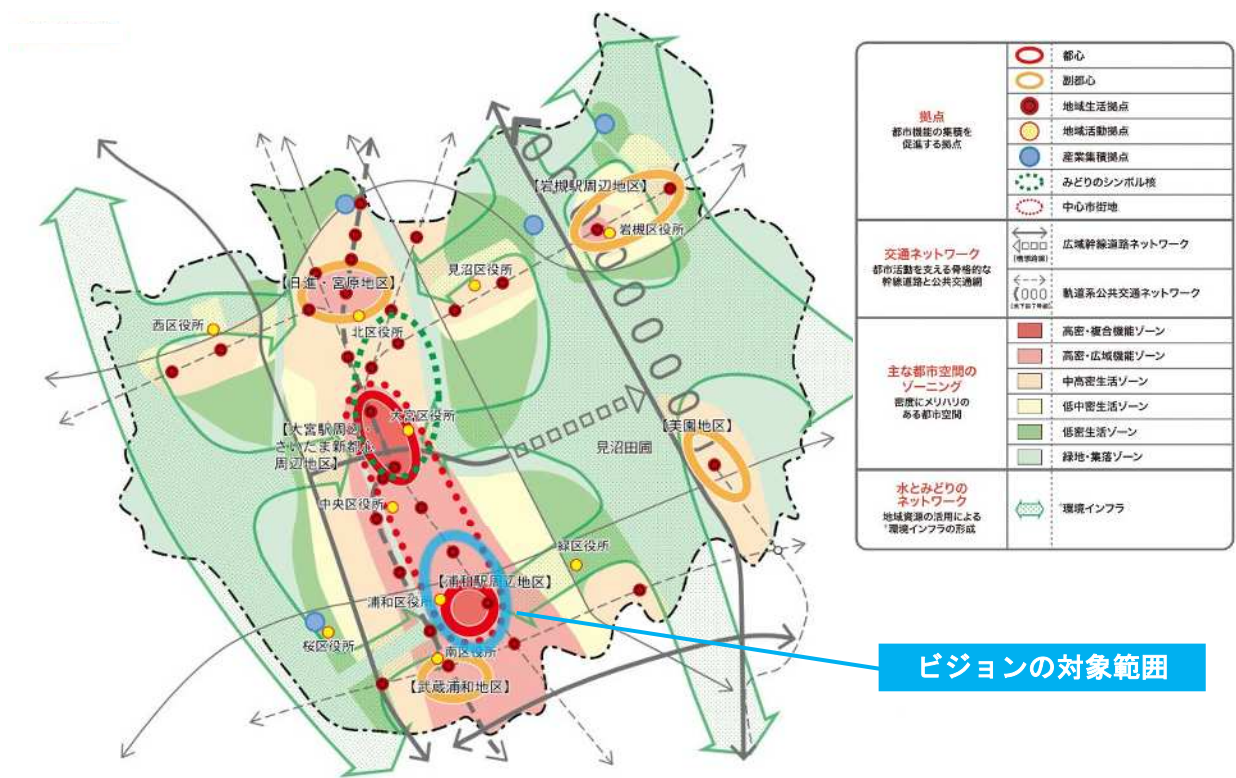 【岩槻駅周辺地区】
岩槻区役所
見沼区役所
【日進・宮原地区】
西区役所
北区役所
大宮区役所
【大宮駅周辺・
さいたま新都心
周辺地区】
見沼田圃
【美園地区】
中央区役所
緑区役所
【浦和駅周辺地区】
浦和区役所
桜区役所
南区役所
【武蔵浦和地区】
ビジョンの対象範囲
拠点
都市機能の集積を
促進する拠点
都心
副都心
地域生活拠点
地域活動拠点
産業集積拠点
みどりのシンボル核
中心市街地
交通ネットワーク
都市活動を支える骨格的な
幹線道路と公共交通網
広域幹線道路ネットワーク
[構想路線]
軌道系公共交通ネットワーク
[地下鉄7号線]
主な都市空間の
ゾーニング
密度にメリハリの
ある都市空間
高密・複合機能ゾーン
高密・広域機能ゾーン
中高密生活ゾーン
低中密生活ゾーン
低密生活ゾーン
緑地・集落ゾーン
水とみどりの
ネットワーク
地域資源の活用による
*環境インフラの形成
*環境インフラ